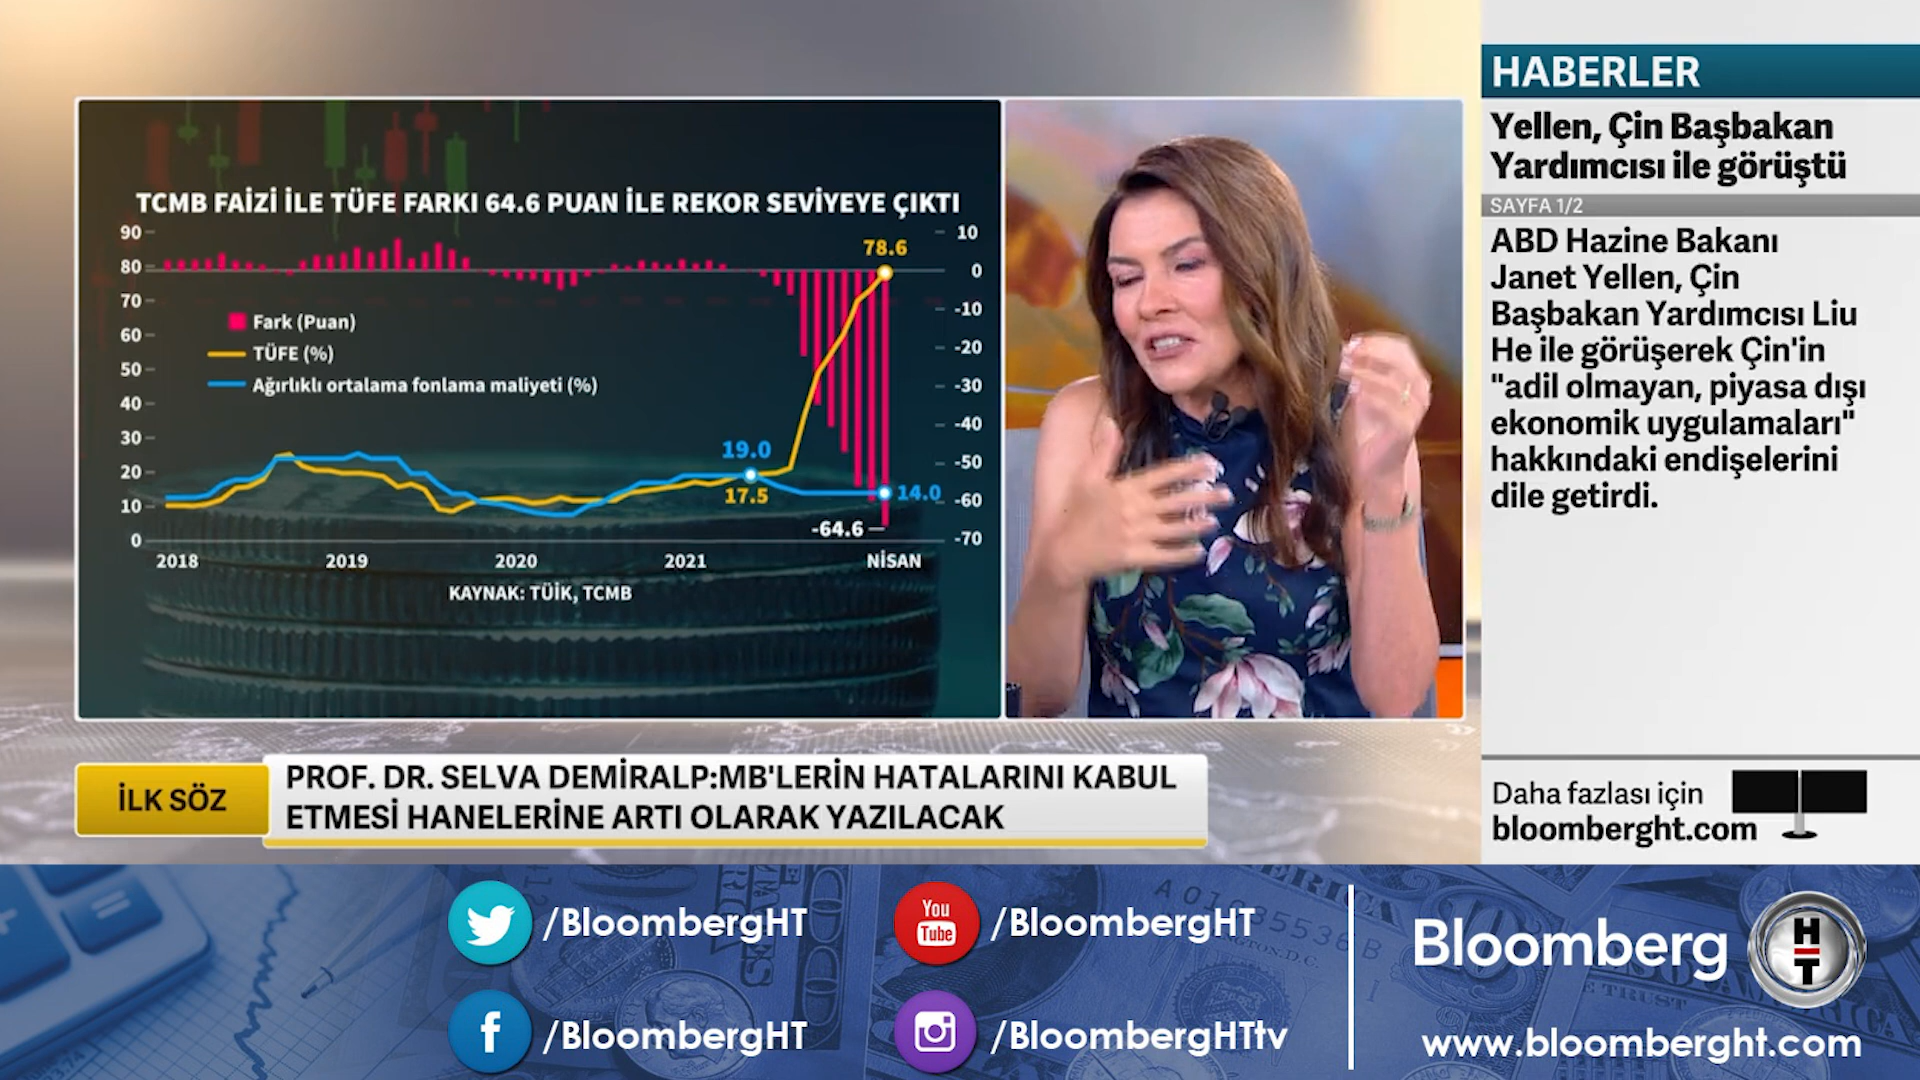 TCMB FAİZİ İLE TÜFE FARKI 64.6 PUAN İLE REKOR SEVİYEYE ÇIKTI
90
80
70
60
50
40
30
20
10
0
10
0
-10
-20
-30
-40
-50
-60
-70
78.6
Fark (Puan)
TÜFE (%)
Ağırlıklı ortalama fonlama maliyeti (%)
19.0
17.5
14.0
-64.6
2018
2019
2020
2021
NİSAN
KAYNAK: TÜİK, TCMB
HABERLER
Yellen, Çin Başbakan
Yardımcısı ile görüştü
SAYFA 1/2
ABD Hazine Bakanı
Janet Yellen, Çin
Başbakan Yardımcısı Liu
He ile görüşerek Çin'in
"adil olmayan, piyasa dışı
ekonomik uygulamaları"
hakkındaki endişelerini
dile getirdi.
Daha fazlası için
bloomberght.com
İLK SÖZ
PROF. DR. SELVA DEMİRALP:MB'LERİN HATALARINI KABUL
ETMESİ HANELERİNE ARTI OLARAK YAZILACAK
/BloombergHT
You
Tube
/BloombergHT
f
/BloombergHT
/BloombergHTtv
Bloomberg
HT
www.bloomberght.com